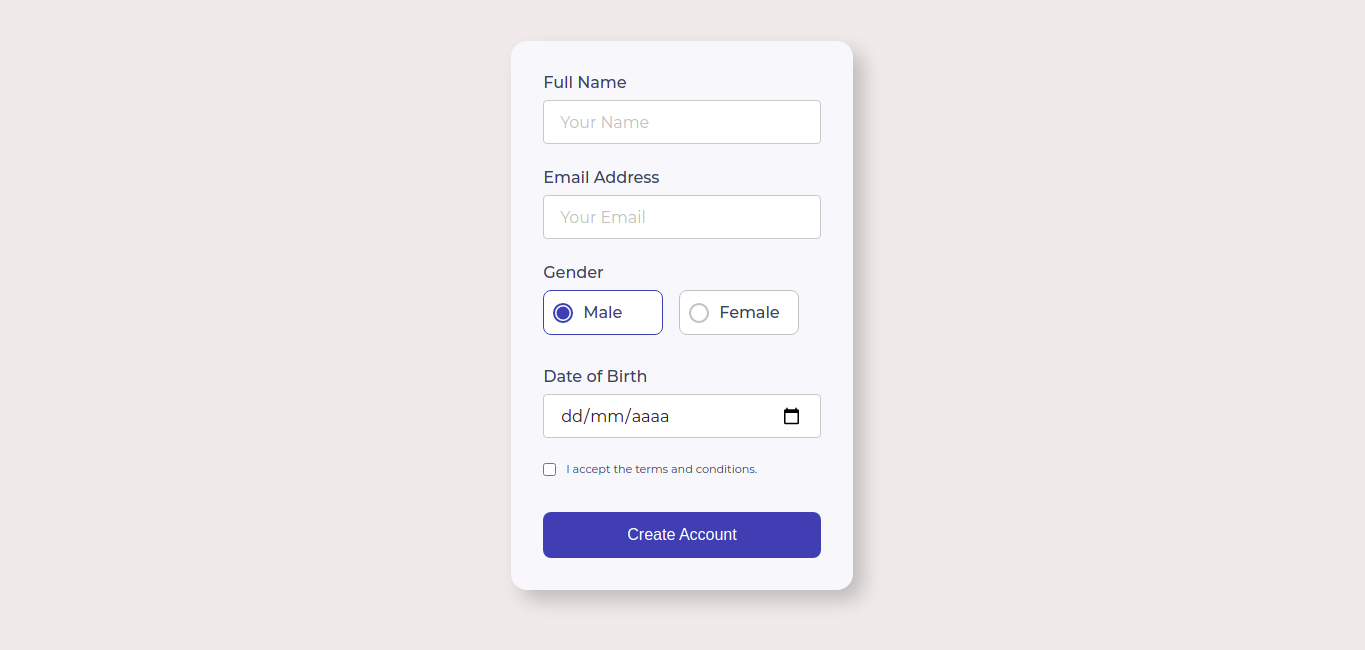 Full Name
Your Name
Email Address
Your Email
Gender
Male Female
Date of Birth
dd/mm/aaaa
I accept the terms and conditions.
Create Account